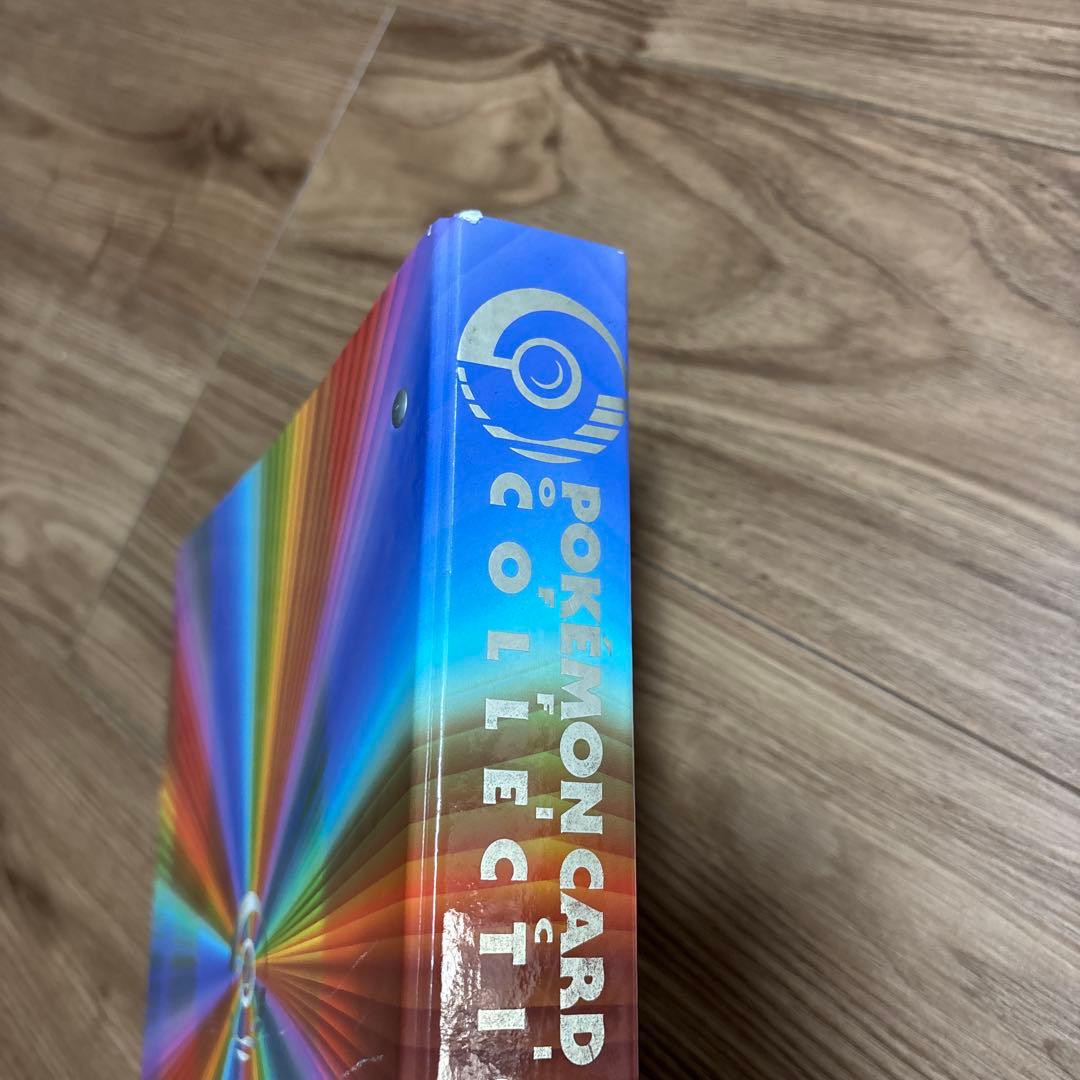 POKÉMON CARD
O F F I C I
COLLECTI